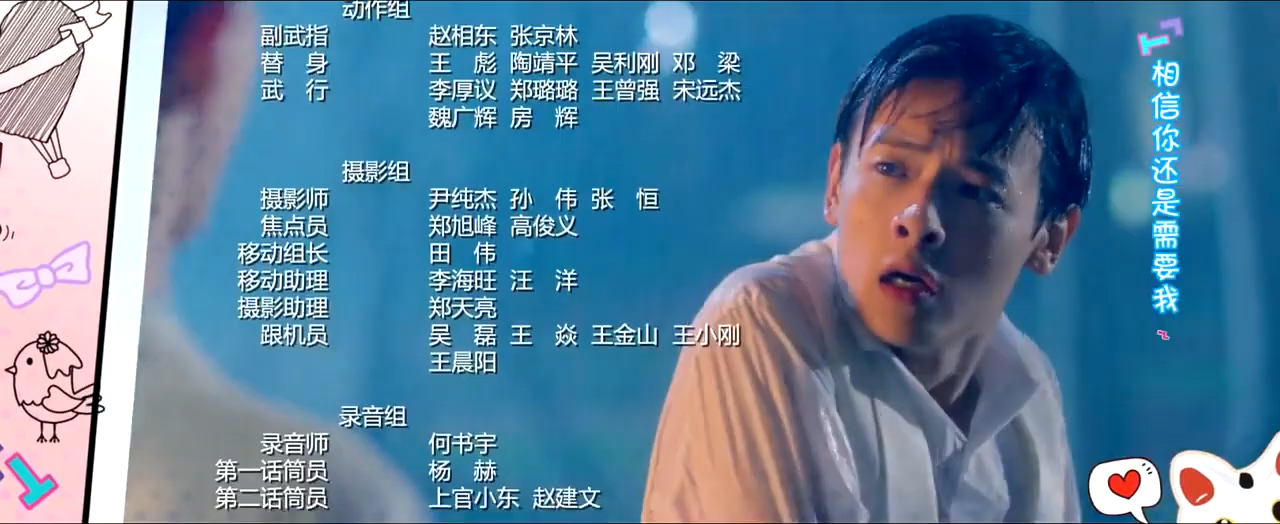 动作组
副武指 赵相东 张京林
替 身 王 彪 陶靖平 吴利刚 邓 梁
武 行 李厚议 郑璐璐 王曾强 宋远杰
魏广辉 房 辉
摄影组
摄影师 尹纯杰 孙 伟 张 恒
焦点员 郑旭峰 高俊义
移动组长 田 伟
移动助理 李海旺 汪 洋
摄影助理 郑天亮
跟机员 吴 磊 王 焱 王金山 王小刚
王晨阳
录音组
录音师 何书宇
第一话筒员 杨 赫
第二话筒员 上官小东 赵建文
相信你还是需要我